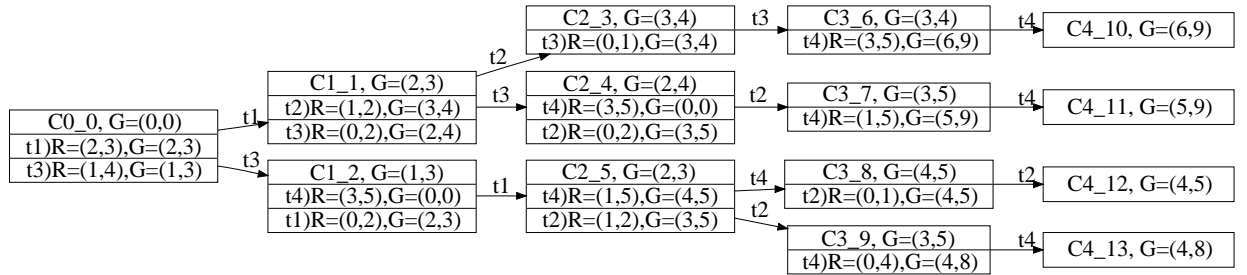 C0_0, G=(0,0)
t1)R=(2,3),G=(2,3)
t3)R=(1,4),G=(1,3)
t1
t3
C1_1, G=(2,3)
t2)R=(1,2),G=(3,4)
t3)R=(0,2),G=(2,4)
t2
t3
C1_2, G=(1,3)
t4)R=(3,5),G=(0,0)
t1)R=(0,2),G=(2,3)
t1
C2_3, G=(3,4)
t3)R=(0,1),G=(3,4)
t3
C2_4, G=(2,4)
t4)R=(3,5),G=(0,0)
t2)R=(0,2),G=(3,5)
t2
C2_5, G=(2,3)
t4)R=(1,5),G=(4,5)
t2)R=(1,2),G=(3,5)
t4
t2
C3_6, G=(3,4)
t4)R=(3,5),G=(6,9)
t4
C3_7, G=(3,5)
t4)R=(1,5),G=(5,9)
t4
C3_8, G=(4,5)
t2)R=(0,1),G=(4,5)
t2
C3_9, G=(3,5)
t4)R=(0,4),G=(4,8)
t4
C4_10, G=(6,9)
C4_11, G=(5,9)
C4_12, G=(4,5)
C4_13, G=(4,8)